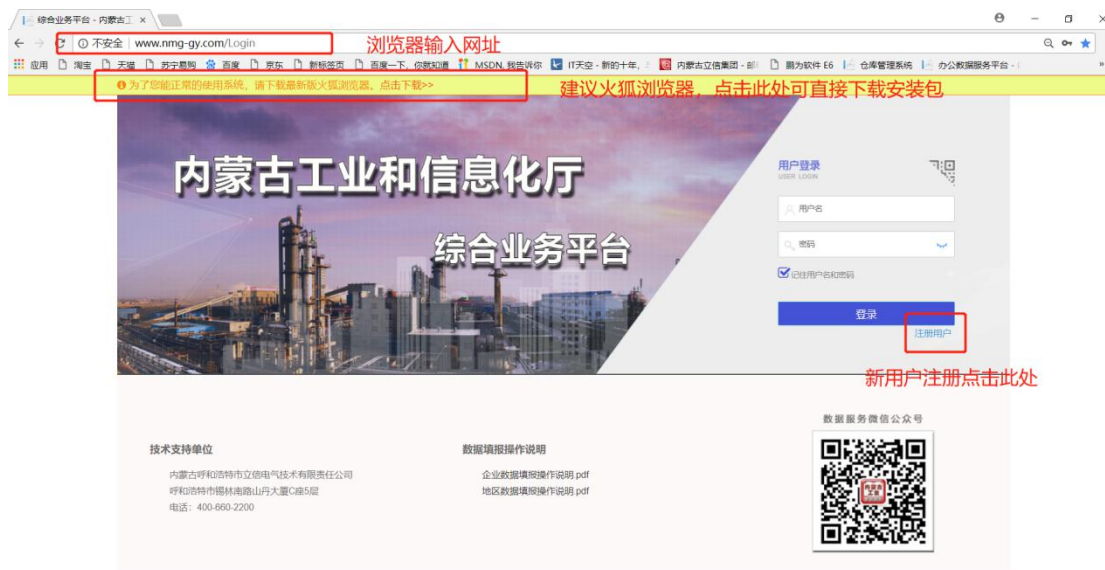 综合业务平台 - 内蒙古工
不安全 | www.nmg-gy.com/Login
浏览器输入网址
应用 淘宝 天猫 苏宁易购 百度 京东 新标签页 百度一下，你就知道 MSDN, 我告诉你 IT天空 - 新的十年， 内蒙古立信集团 - 邮 鹏为软件 E6 仓库管理系统 办公数据服务平台 -
为了您能正常的使用系统，请下载最新版火狐浏览器，点击下载>>
建议火狐浏览器，点击此处可直接下载安装包
内蒙古工业和信息化厅
综合业务平台
用户登录
USER LOGIN
用户名
密码
记住用户名和密码
登录
注册用户
新用户注册点击此处
技术支持单位
内蒙古呼和浩特市立信电气技术有限责任公司
呼和浩特市锡林南路山丹大厦C座5层
电话：400-660-2200
数据填报操作说明
企业数据填报操作说明.pdf
地区数据填报操作说明.pdf
数据服务微信公众号
内蒙古
工信